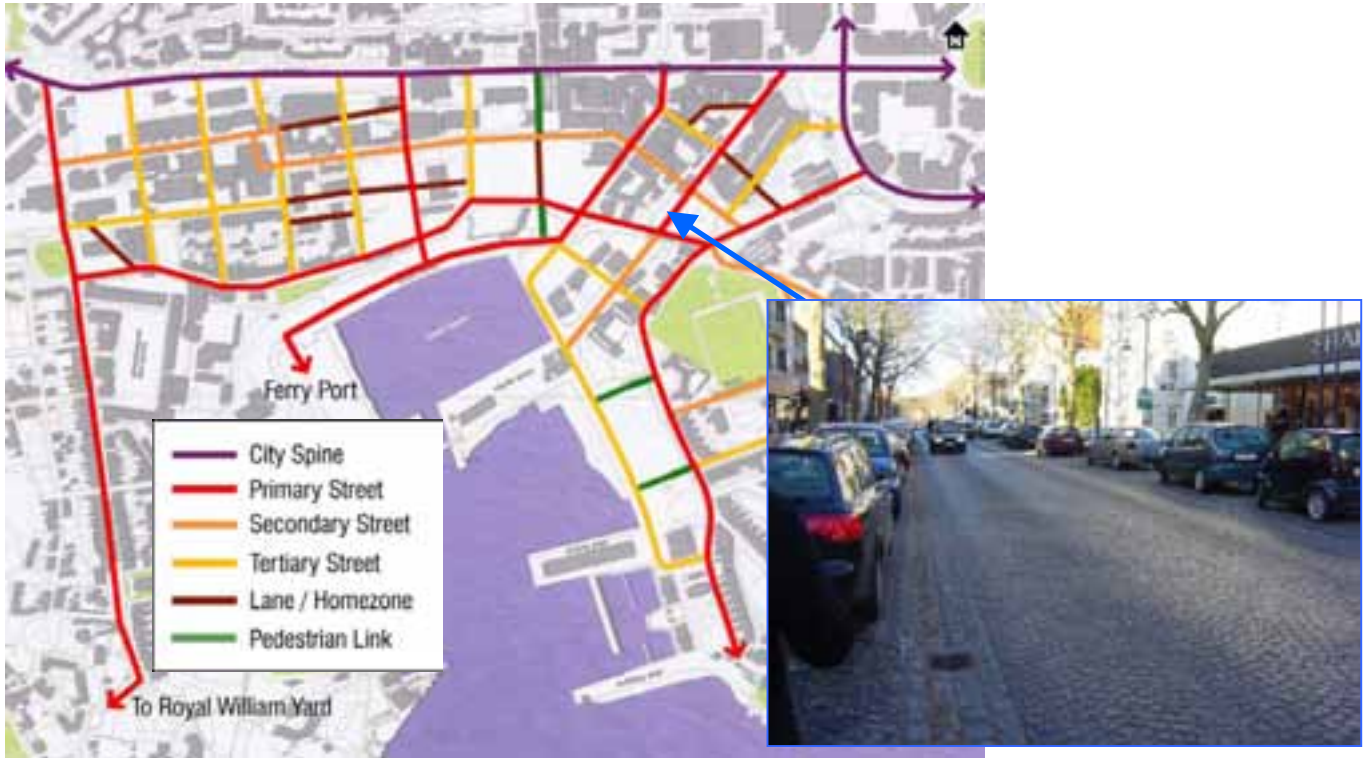 Ferry Port
City Spine
Primary Street
Secondary Street
Tertiary Street
Lane / Homezone
Pedestrian Link
To Royal William Yard